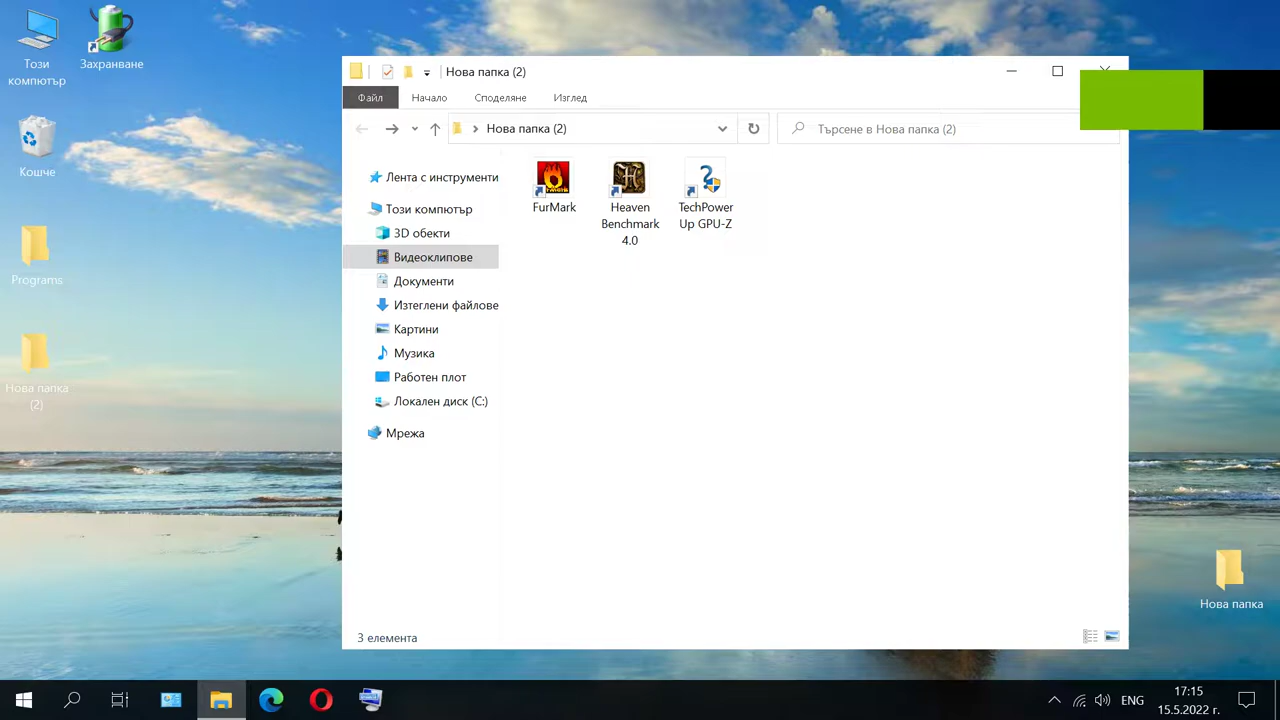 Този
компютър
Захранване
Кошче
Programs
Нова папка
(2)
Нова папка (2)
Файл
Начало
Споделяне
Изглед
Нова папка (2)
Търсене в Нова папка (2)
Лента с инструменти
Този компютър
3D обекти
Видеоклипове
Документи
Изтеглени файлове
Картини
Музика
Работен плот
Локален диск (C:)
Мрежа
FurMark
Heaven
Benchmark
4.0
TechPower
Up GPU-Z
3 елемента
Нова папка
ENG
17:15
15.5.2022 г.